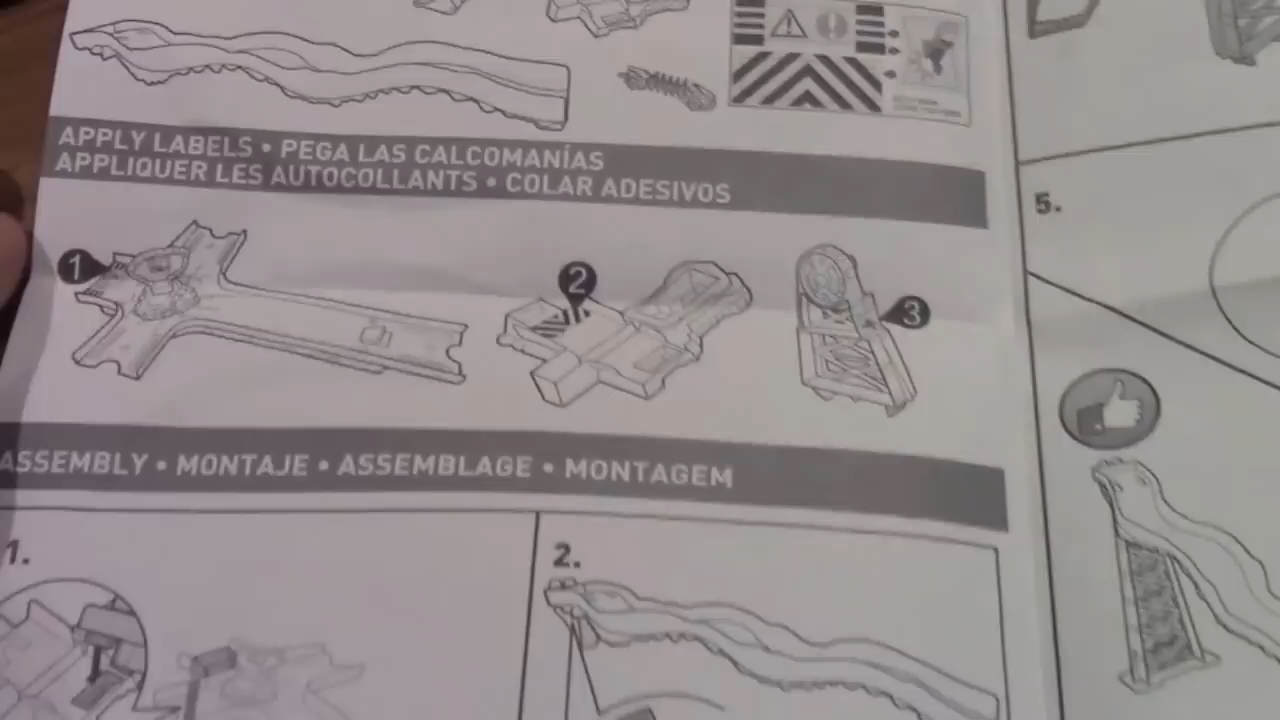 APPLY LABELS • PEGA LAS CALCOMANÍAS
APPLIQUER LES AUTOCOLLANTS • COLAR ADESIVOS
1
2
3
ASSEMBLY • MONTAJE • ASSEMBLAGE • MONTAGEM
1.
2.
5.